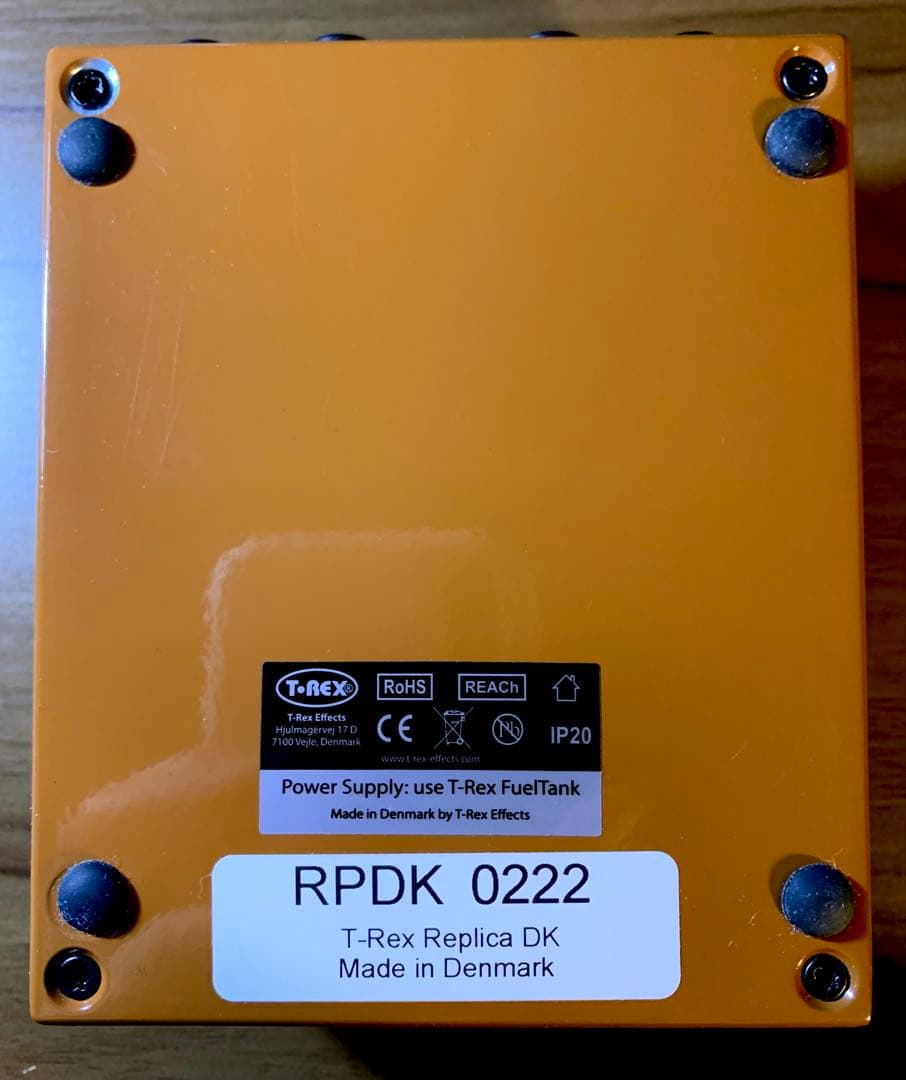 T-REX®
RoHS
REACh
T-Rex Effects
Hjulmagervej 17 D
7100 Vejle, Denmark
CE
Pb
IP20
www.t-rex-effects.com
Power Supply: use T-Rex FuelTank
Made in Denmark by T-Rex Effects
RPDK 0222
T-Rex Replica DK
Made in Denmark